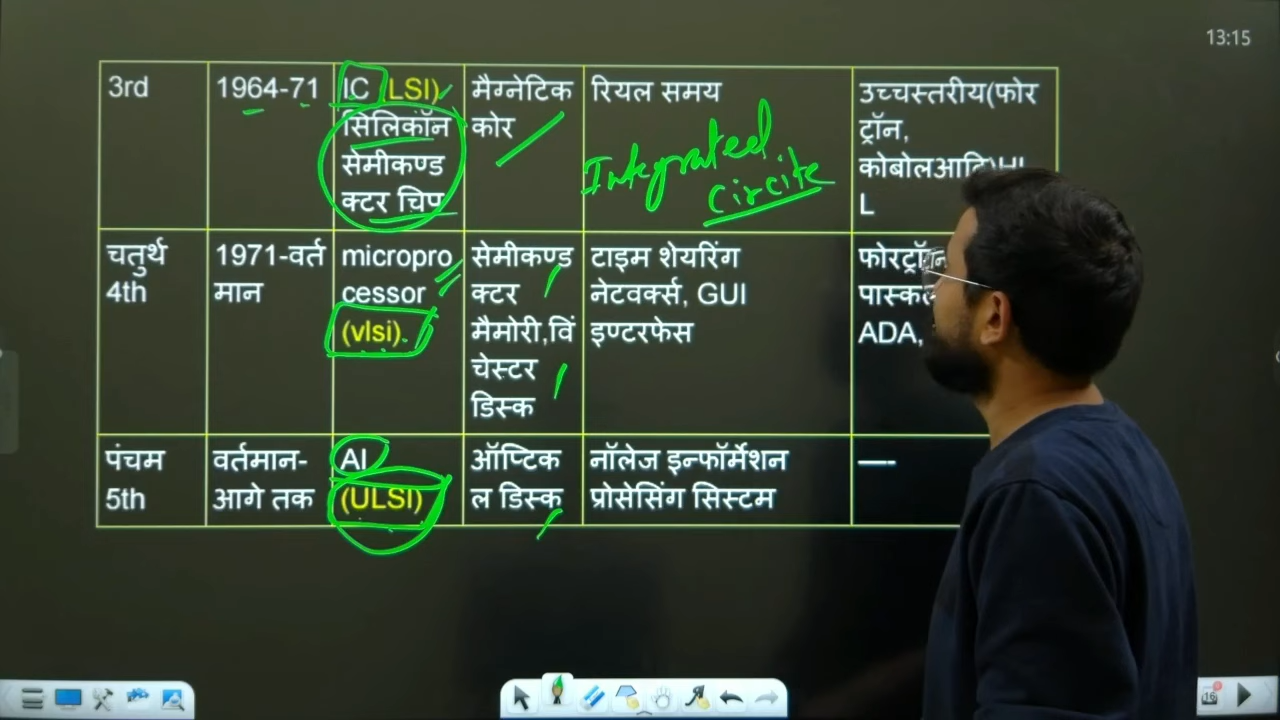 13:15
3rd
1964-71
IC (LSI)
सिलिकॉन
सेमीकण्ड
क्टर चिप
मैग्नेटिक
कोर
रियल समय
Integrated
Circite
उच्चस्तरीय(फोर
ट्रॉन,
कोबोलआदि)HL
L
चतुर्थ
4th
1971-वर्त
मान
micropro
cessor
(vlsi).
सेमीकण्ड
क्टर
मैमोरी,विं
चेस्टर
डिस्क
टाइम शेयरिंग
नेटवर्क्स, GUI
इण्टरफेस
फोरट्रॉन
ADA,
पंचम
5th
वर्तमान-
आगे तक
AI
(ULSI)
ऑप्टिक
ल डिस्क
नॉलेज इन्फॉर्मेशन
प्रोसेसिंग सिस्टम
—-
16